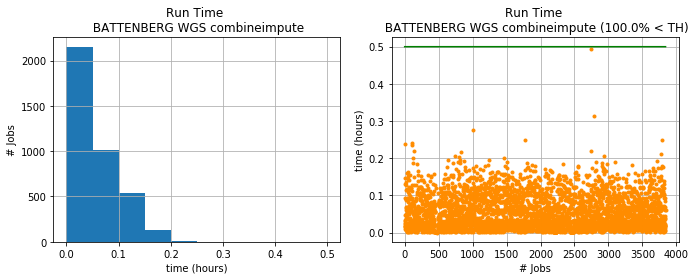 Run Time
BATTENBERG WGS combineimpute
# Jobs
2000
1500
1000
500
0
0.0 0.1 0.2 0.3 0.4 0.5
time (hours)
Run Time
BATTENBERG WGS combineimpute (100.0% < TH)
time (hours)
0.5
0.4
0.3
0.2
0.1
0.0
0 500 1000 1500 2000 2500 3000 3500 4000
# Jobs